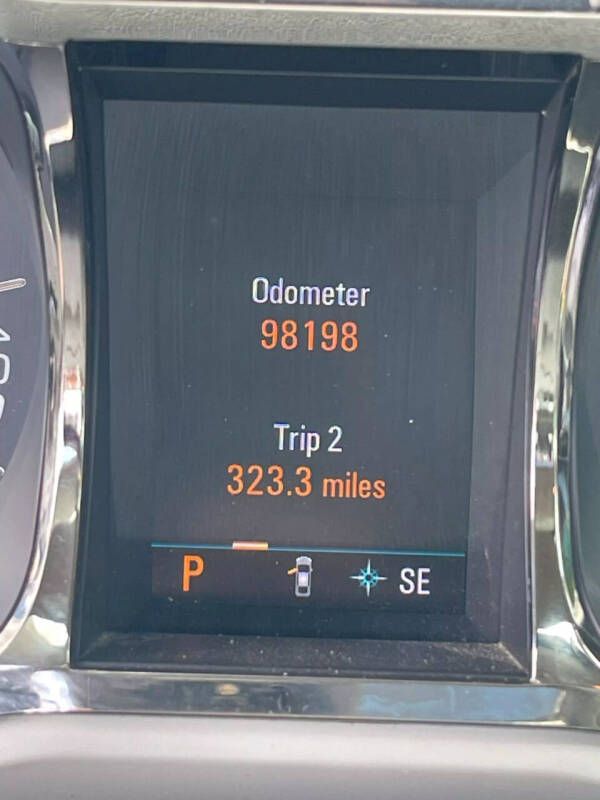 Odometer
98198
Trip 2
323.3 miles
P
SE